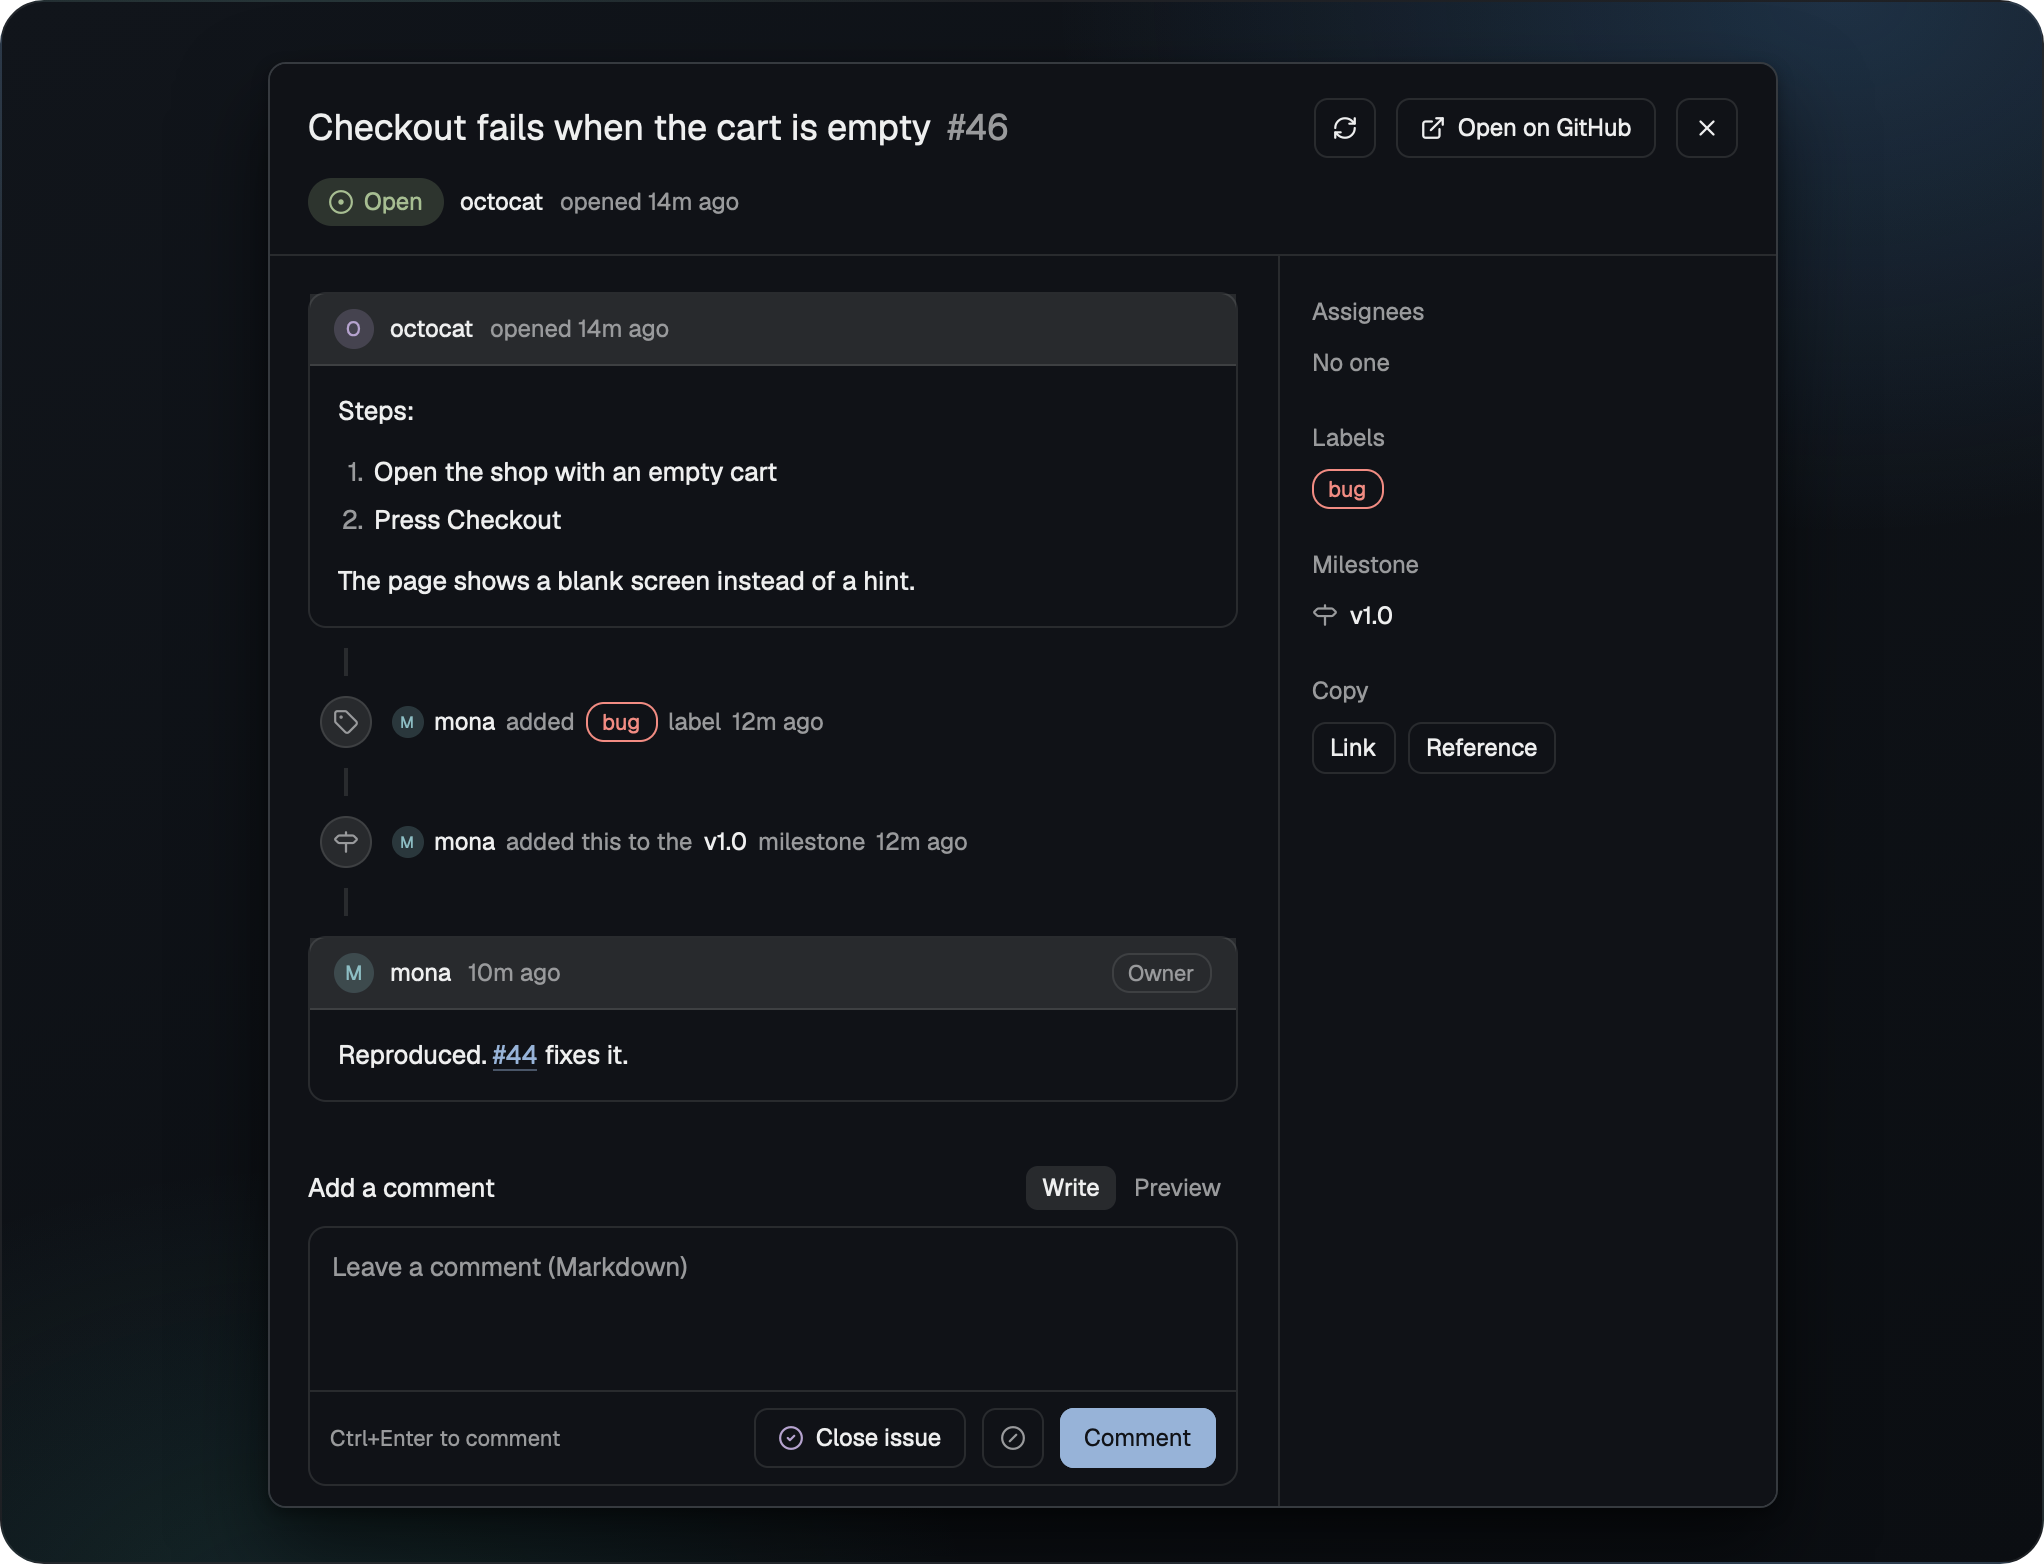 Checkout fails when the cart is empty #46
Open on GitHub
Open octocat opened 14m ago
O octocat opened 14m ago
Steps:
1. Open the shop with an empty cart
2. Press Checkout
The page shows a blank screen instead of a hint.
M mona added bug label 12m ago
M mona added this to the v1.0 milestone 12m ago
M mona 10m ago Owner
Reproduced. #44 fixes it.
Add a comment Write Preview
Leave a comment (Markdown)
Ctrl+Enter to comment Close issue Comment
Assignees
No one
Labels
bug
Milestone
v1.0
Copy
Link Reference